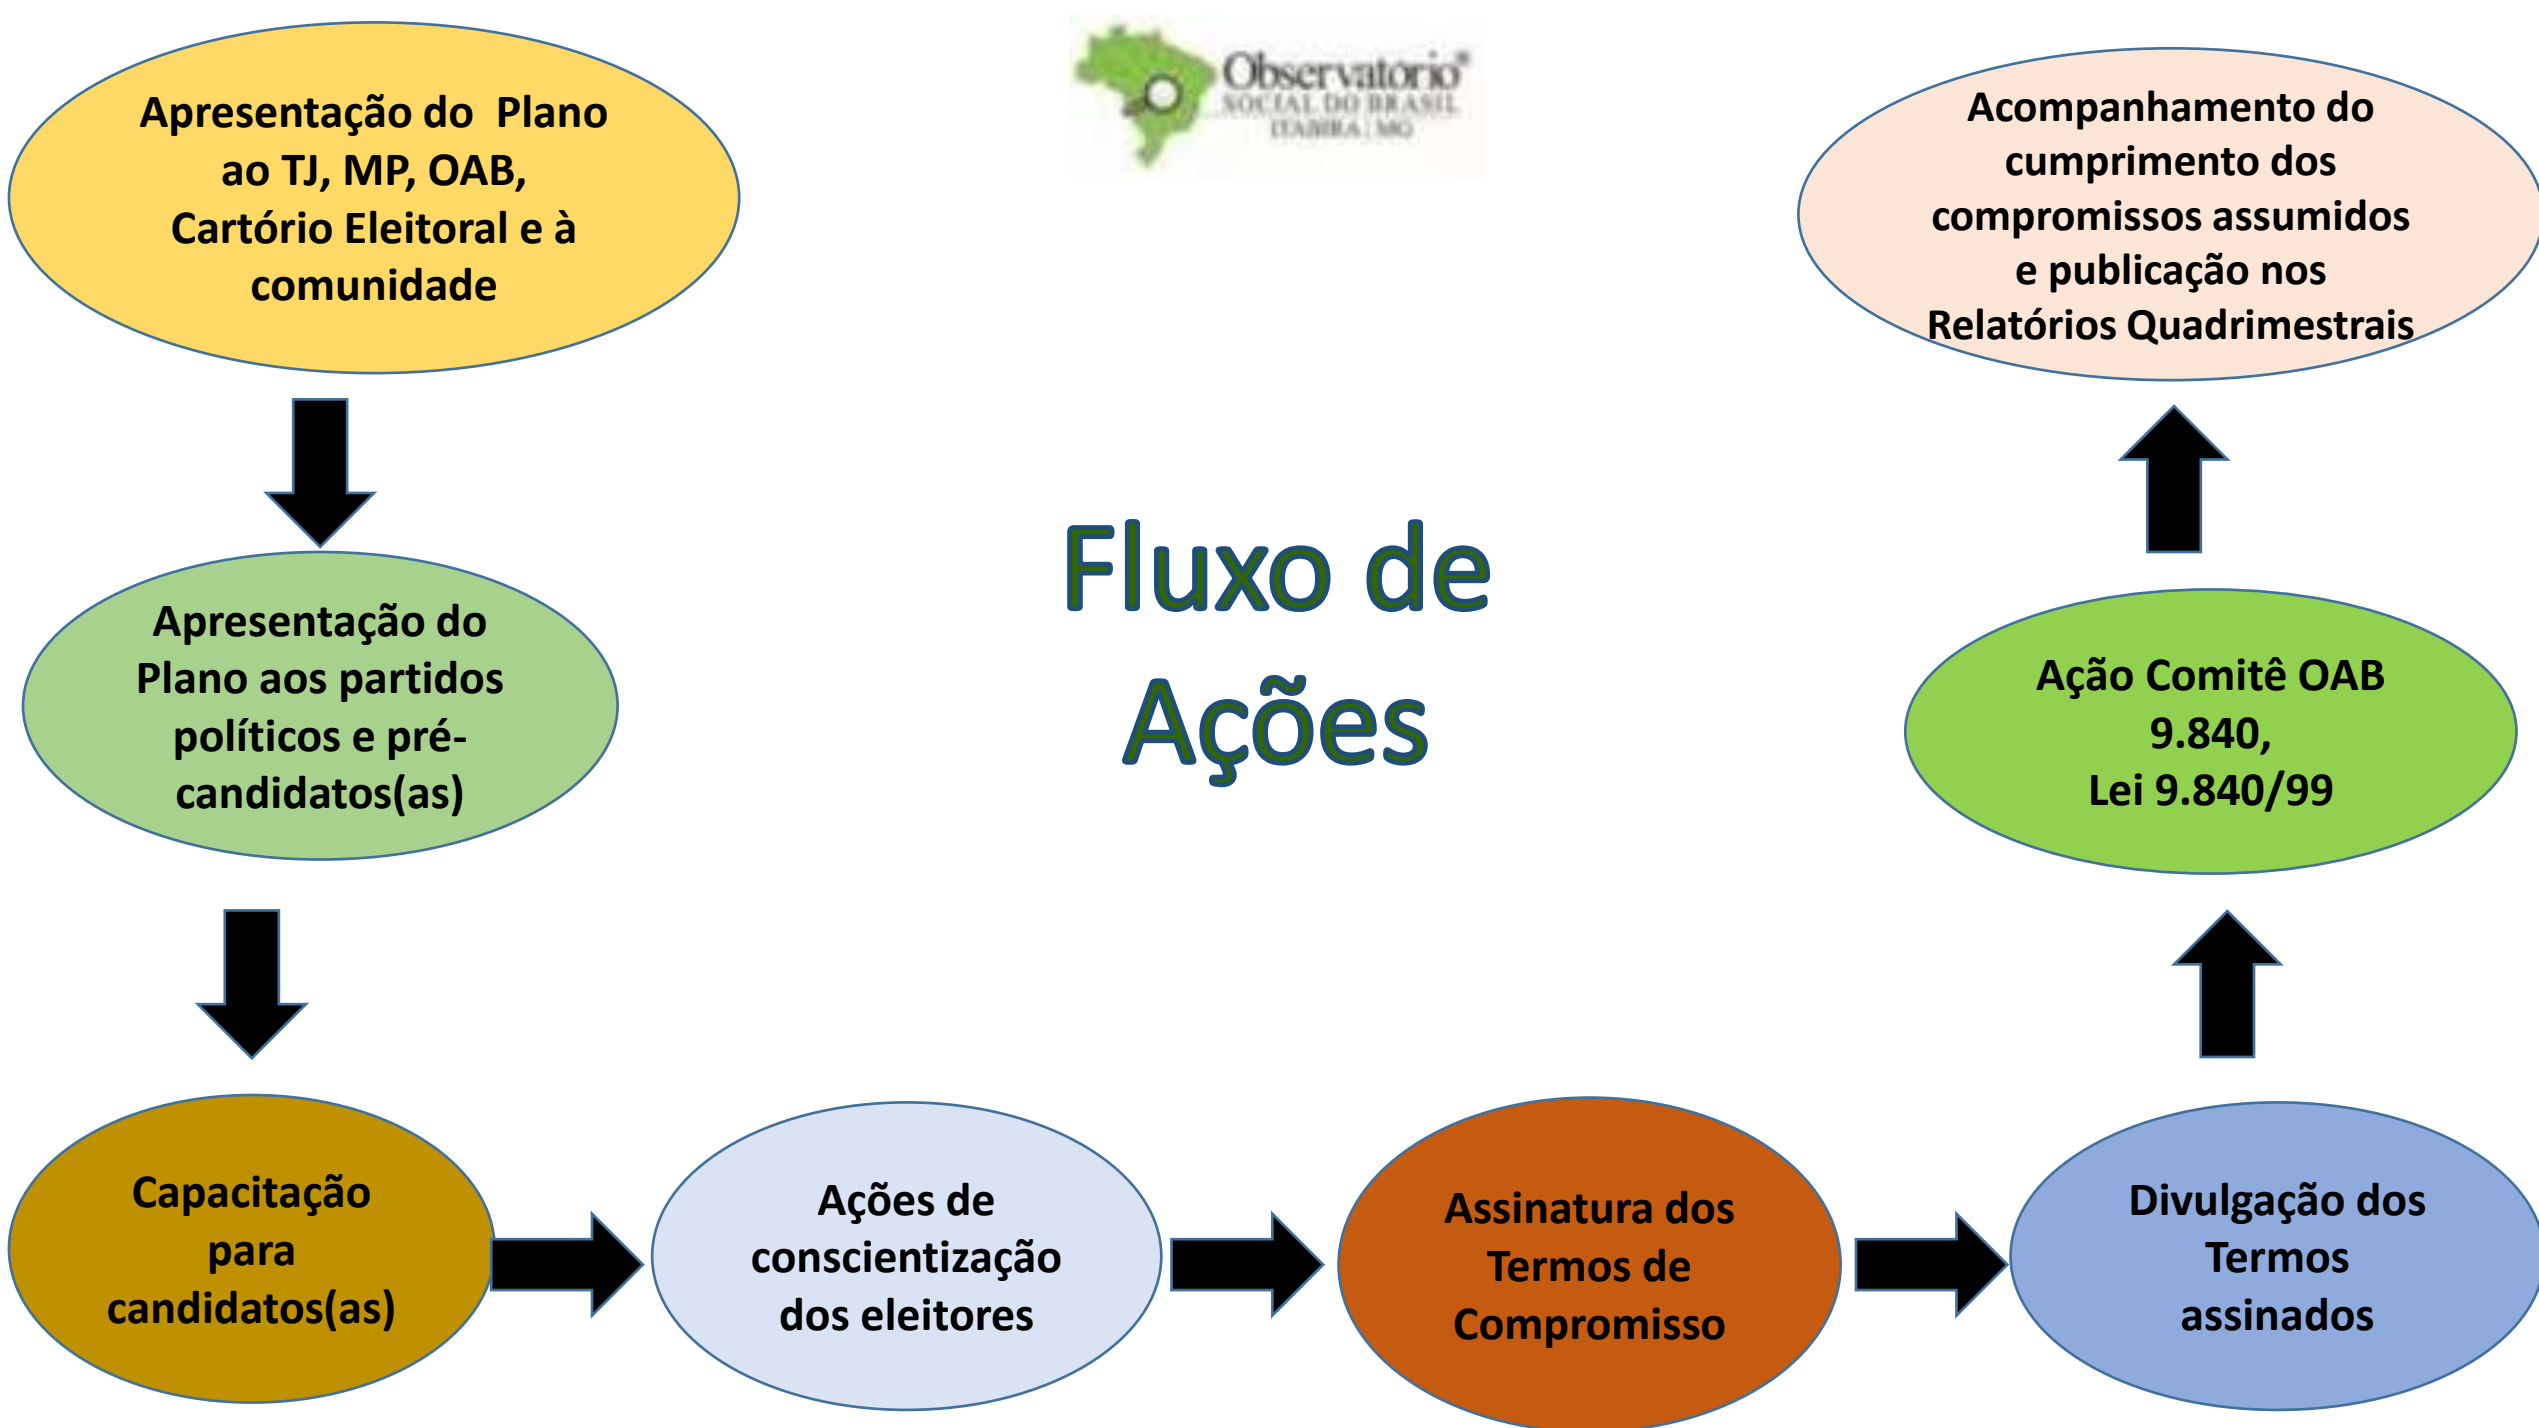 Apresentação do Plano
ao TJ, MP, OAB,
Cartório Eleitoral e à
comunidade
Observatório®
SOCIAL DO BRASIL
ITABIRA | MG
Acompanhamento do
cumprimento dos
compromissos assumidos
e publicação nos
Relatórios Quadrimestrais
Fluxo de
Ações
Apresentação do
Plano aos partidos
políticos e pré-
candidatos(as)
Ação Comitê OAB
9.840,
Lei 9.840/99
Capacitação
para
candidatos(as)
Ações de
conscientização
dos eleitores
Assinatura dos
Termos de
Compromisso
Divulgação dos
Termos
assinados